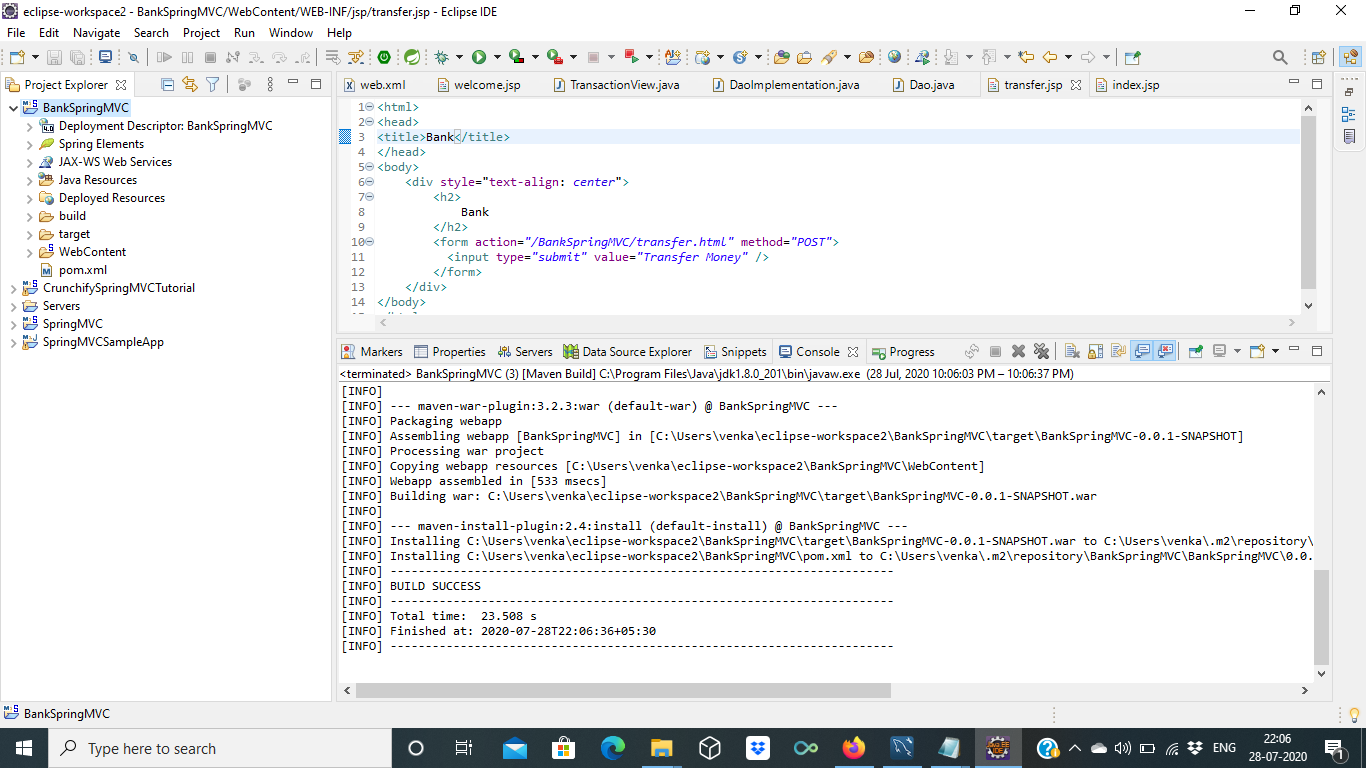 eclipse-workspace2 - BankSpringMVC/WebContent/WEB-INF/jsp/transfer.jsp - Eclipse IDE
File Edit Navigate Search Project Run Window Help
Project Explorer
BankSpringMVC
Deployment Descriptor: BankSpringMVC
Spring Elements
JAX-WS Web Services
Java Resources
Deployed Resources
build
target
WebContent
pom.xml
CrunchifySpringMVCTutorial
Servers
SpringMVC
SpringMVCSampleApp
web.xml welcome.jsp TransactionView.java DaoImplementation.java Dao.java transfer.jsp index.jsp
1 <html>
2 <head>
3 <title>Bank</title>
4 </head>
5 <body>
6 <div style="text-align: center">
7 <h2>
8 Bank
9 </h2>
10 <form action="/BankSpringMVC/transfer.html" method="POST">
11 <input type="submit" value="Transfer Money" />
12 </form>
13 </div>
14 </body>
Markers Properties Servers Data Source Explorer Snippets Console Progress
<terminated> BankSpringMVC (3) [Maven Build] C:\Program Files\Java\jdk1.8.0_201\bin\javaw.exe (28 Jul, 2020 10:06:03 PM – 10:06:37 PM)
[INFO]
[INFO] --- maven-war-plugin:3.2.3:war (default-war) @ BankSpringMVC ---
[INFO] Packaging webapp
[INFO] Assembling webapp [BankSpringMVC] in [C:\Users\venka\eclipse-workspace2\BankSpringMVC\target\BankSpringMVC-0.0.1-SNAPSHOT]
[INFO] Processing war project
[INFO] Copying webapp resources [C:\Users\venka\eclipse-workspace2\BankSpringMVC\WebContent]
[INFO] Webapp assembled in [533 msecs]
[INFO] Building war: C:\Users\venka\eclipse-workspace2\BankSpringMVC\target\BankSpringMVC-0.0.1-SNAPSHOT.war
[INFO]
[INFO] --- maven-install-plugin:2.4:install (default-install) @ BankSpringMVC ---
[INFO] Installing C:\Users\venka\eclipse-workspace2\BankSpringMVC\target\BankSpringMVC-0.0.1-SNAPSHOT.war to C:\Users\venka\.m2\repository\
[INFO] Installing C:\Users\venka\eclipse-workspace2\BankSpringMVC\pom.xml to C:\Users\venka\.m2\repository\BankSpringMVC\BankSpringMVC\0.0.
[INFO] ------------------------------------------------------------------------
[INFO] BUILD SUCCESS
[INFO] ------------------------------------------------------------------------
[INFO] Total time: 23.508 s
[INFO] Finished at: 2020-07-28T22:06:36+05:30
[INFO] ------------------------------------------------------------------------
BankSpringMVC
Type here to search
ENG
22:06
28-07-2020
1